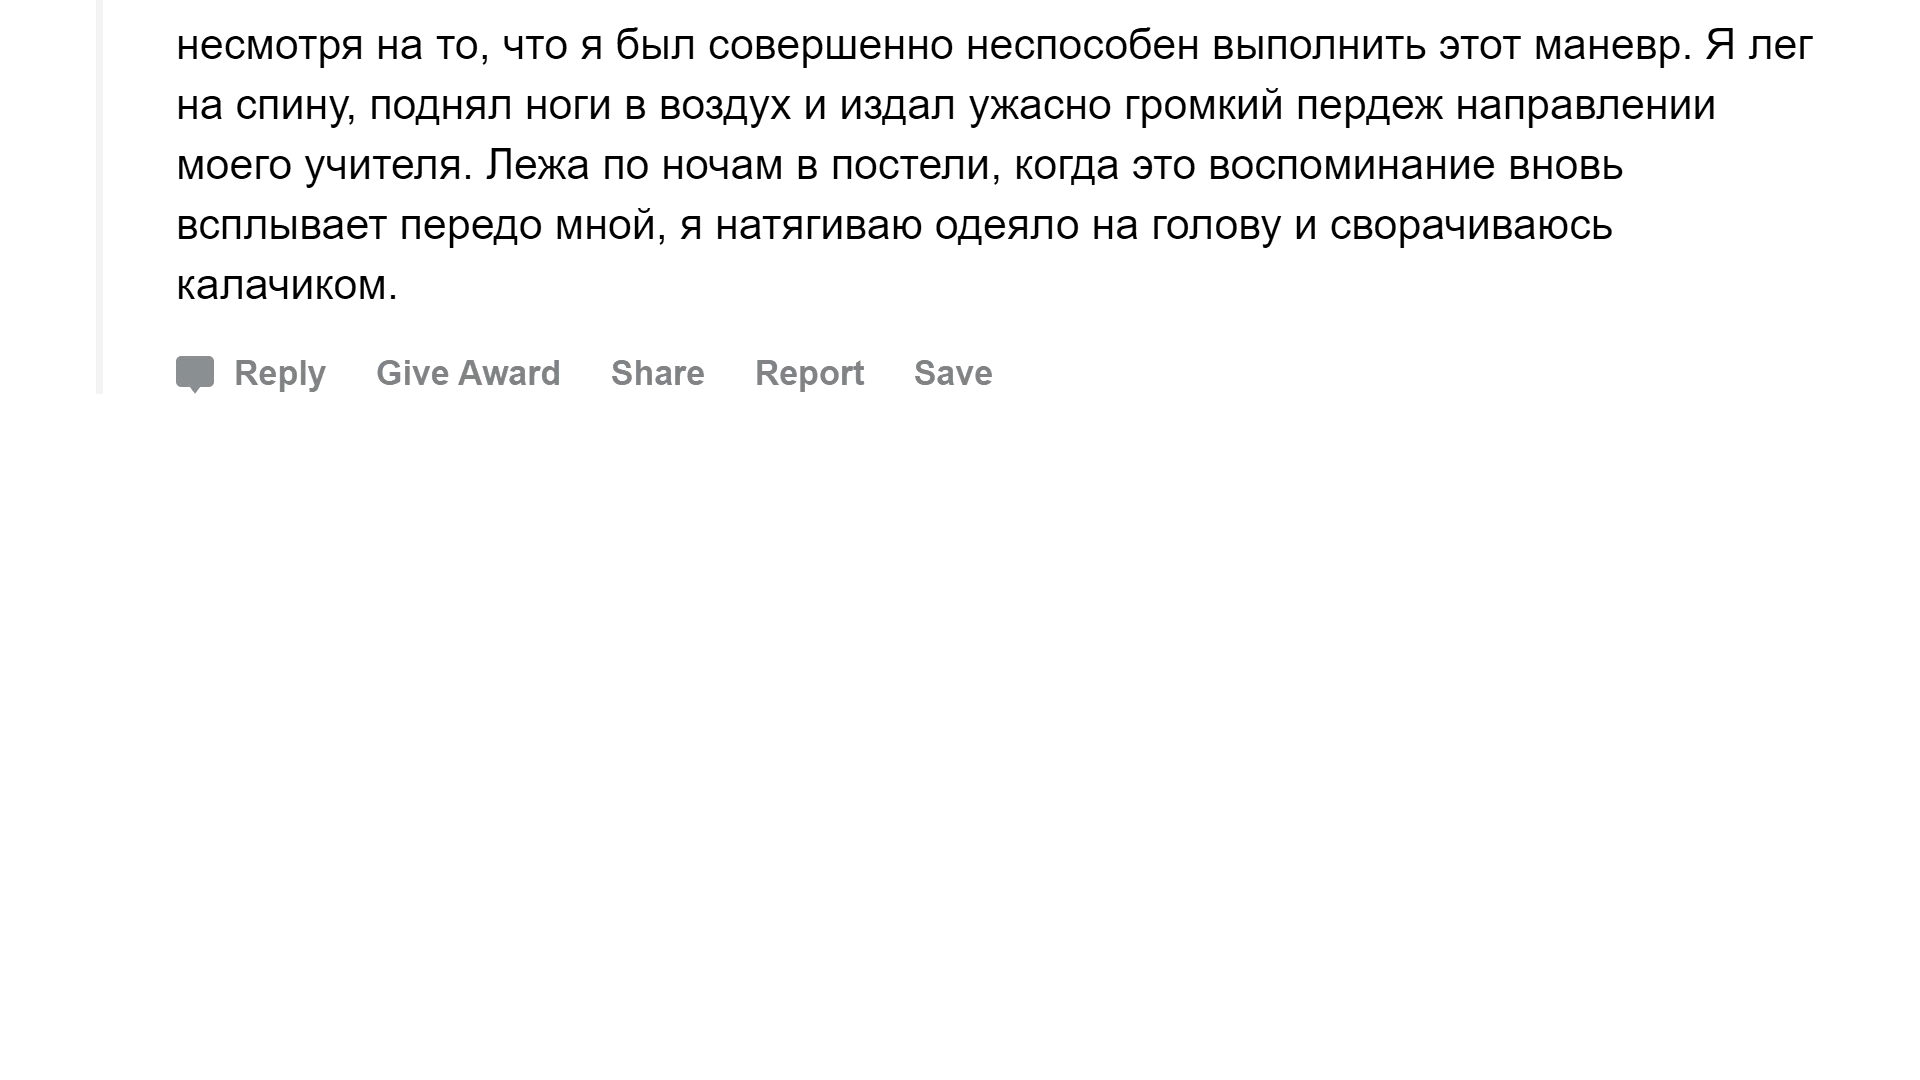 несмотря на то, что я был совершенно неспособен выполнить этот маневр. Я лег
на спину, поднял ноги в воздух и издал ужасно громкий пердеж направлении
моего учителя. Лежа по ночам в постели, когда это воспоминание вновь
всплывает передо мной, я натягиваю одеяло на голову и сворачиваюсь
калачиком.
Reply Give Award Share Report Save